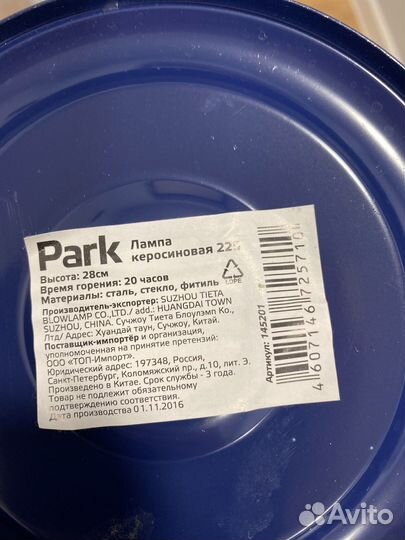 Park
Лампа
керосиновая 225
Высота: 28см
Время горения: 20 часов
Материалы: сталь, стекло, фитиль
LDPE
Производитель-экспортер: SUZHOU TIETA
BLOWLAMP CO.,LTD./ add.: HUANGDAI TOWN
SUZHOU, CHINA. Сучжоу Тиета Блоулэмп Ко.,
Лтд/ Адрес: Хуандай таун, Сучжоу, Китай.
Поставщик-импортёр и организация,
уполномоченная на принятие претензий:
ООО «ТОП-Импорт».
Юридический адрес: 197348, Россия,
Санкт-Петербург, Коломяжский пр., д.10, лит. Э.
Произведено в Китае. Срок службы - 3 года.
Товар не подлежит обязательному
подтверждению соответствия.
Дата производства 01.11.2016
Артикул: 145201
4607146725710
Avito